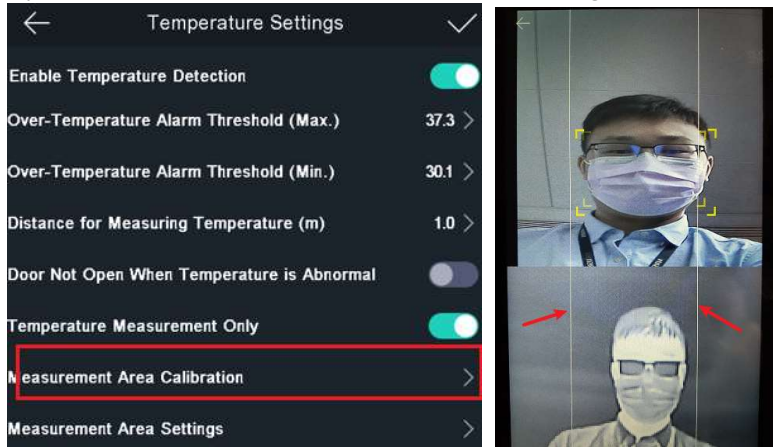 Temperature Settings
Enable Temperature Detection
Over-Temperature Alarm Threshold (Max.) 37.3
Over-Temperature Alarm Threshold (Min.) 30.1
Distance for Measuring Temperature (m) 1.0
Door Not Open When Temperature is Abnormal
Temperature Measurement Only
Measurement Area Calibration
Measurement Area Settings